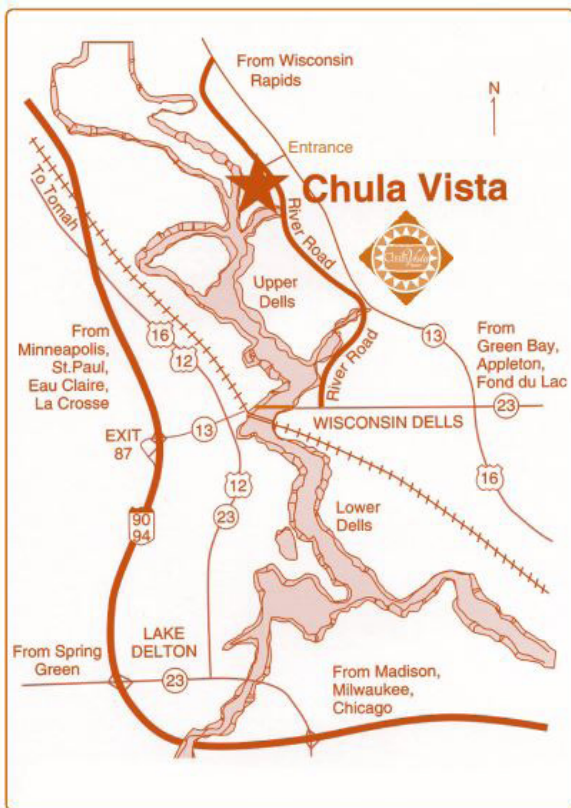 From Wisconsin
Rapids
N
Entrance
Chula Vista
To Tomah
River Road
Upper
Dells
16
12
From
Minneapolis,
St.Paul,
Eau Claire,
La Crosse
13
From
Green Bay,
Appleton,
Fond du Lac
River Road
23
EXIT
87
13
WISCONSIN DELLS
12
16
23
Lower
Dells
90
94
LAKE
DELTON
From Spring
Green
23
From Madison,
Milwaukee,
Chicago